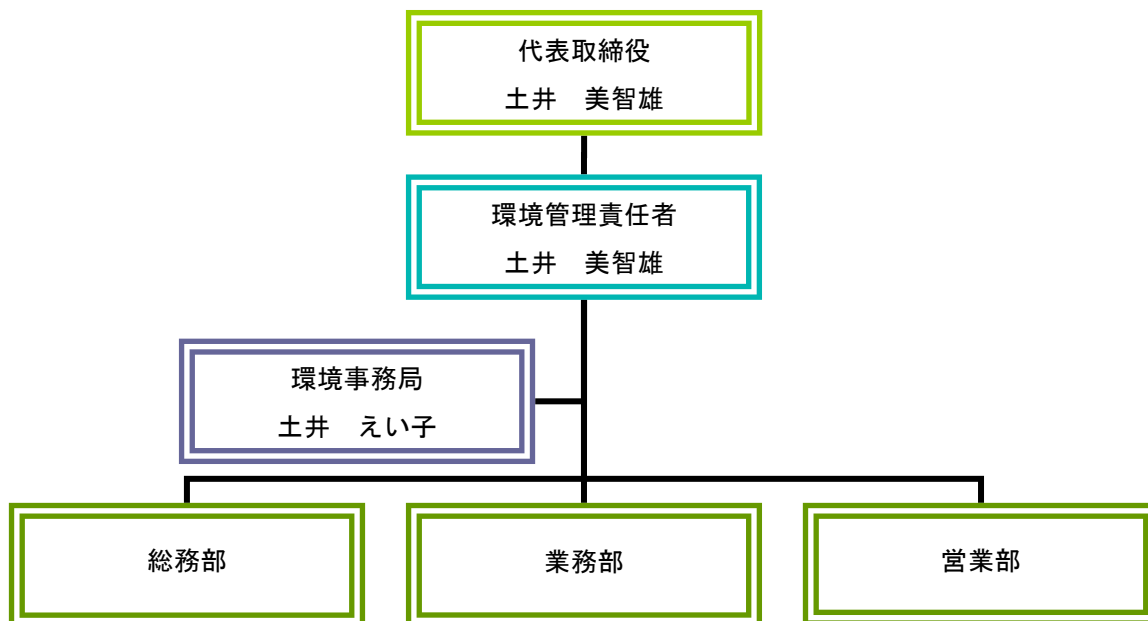 代表取締役
土井　美智雄
環境管理責任者
土井　美智雄
環境事務局
土井　えい子
総務部
業務部
営業部